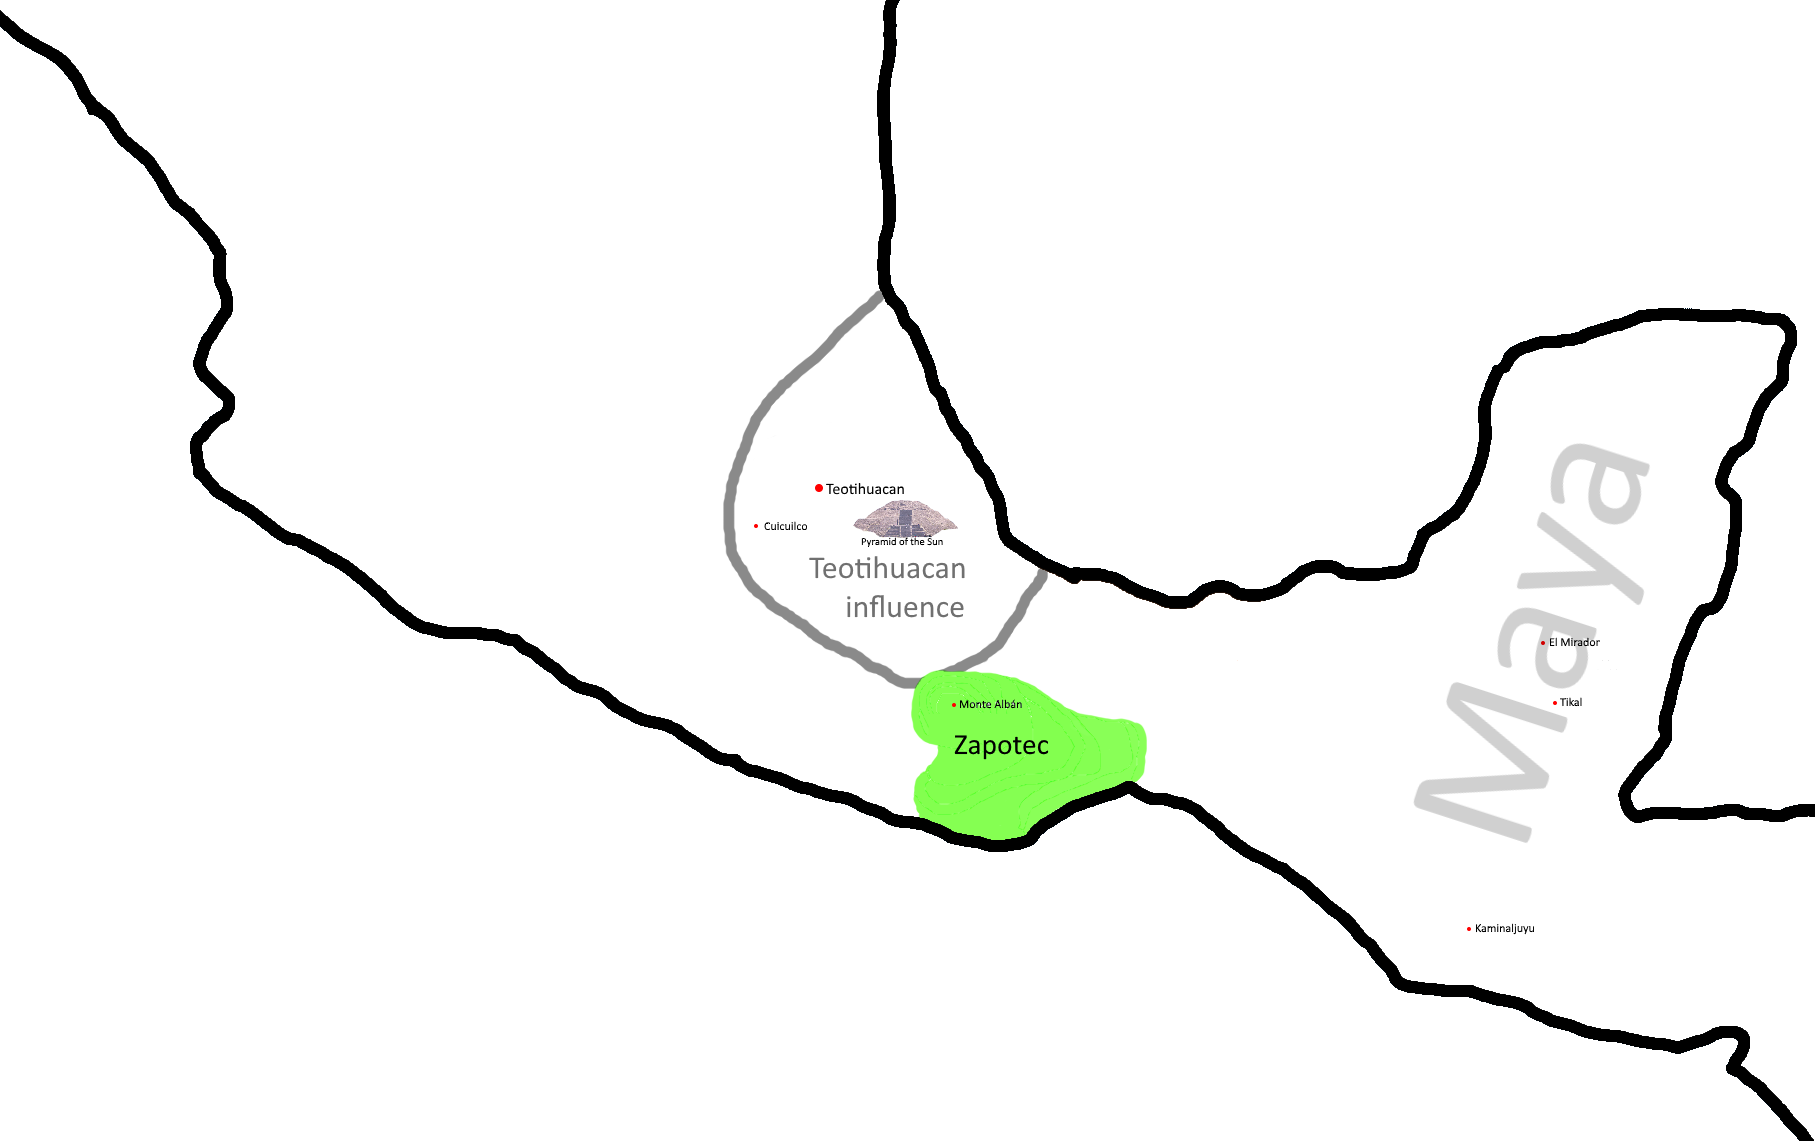 Teotihuacan
Cuicuilco
Pyramid of the Sun
Teotihuacan
influence
Monte Albán
Zapotec
Maya
El Mirador
Tikal
Kaminaljuyu